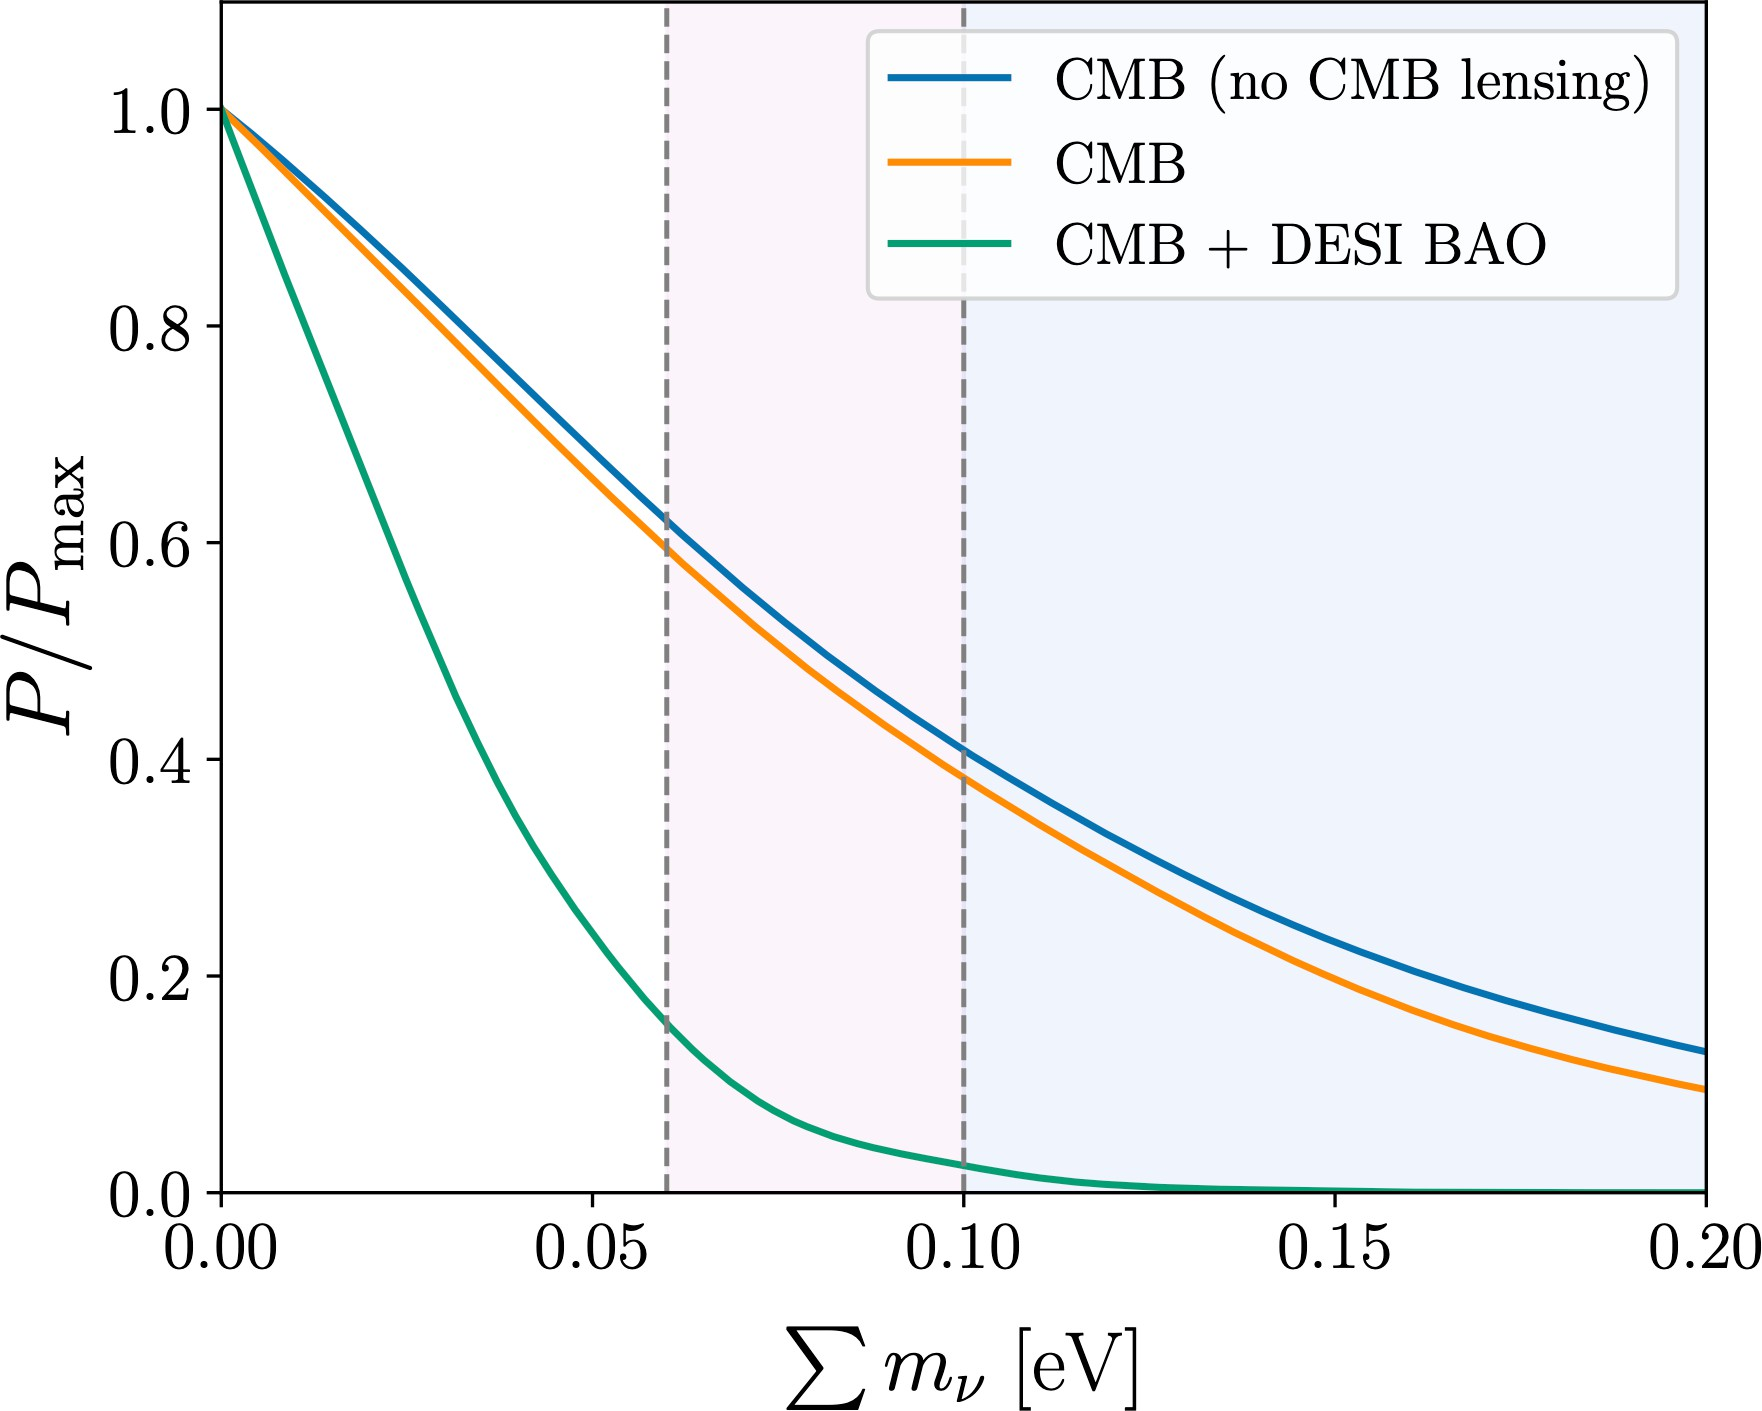 CMB (no CMB lensing)
CMB
CMB + DESI BAO
P/P_max
1.0
0.8
0.6
0.4
0.2
0.0
0.00 0.05 0.10 0.15 0.20
∑ m_ν [eV]